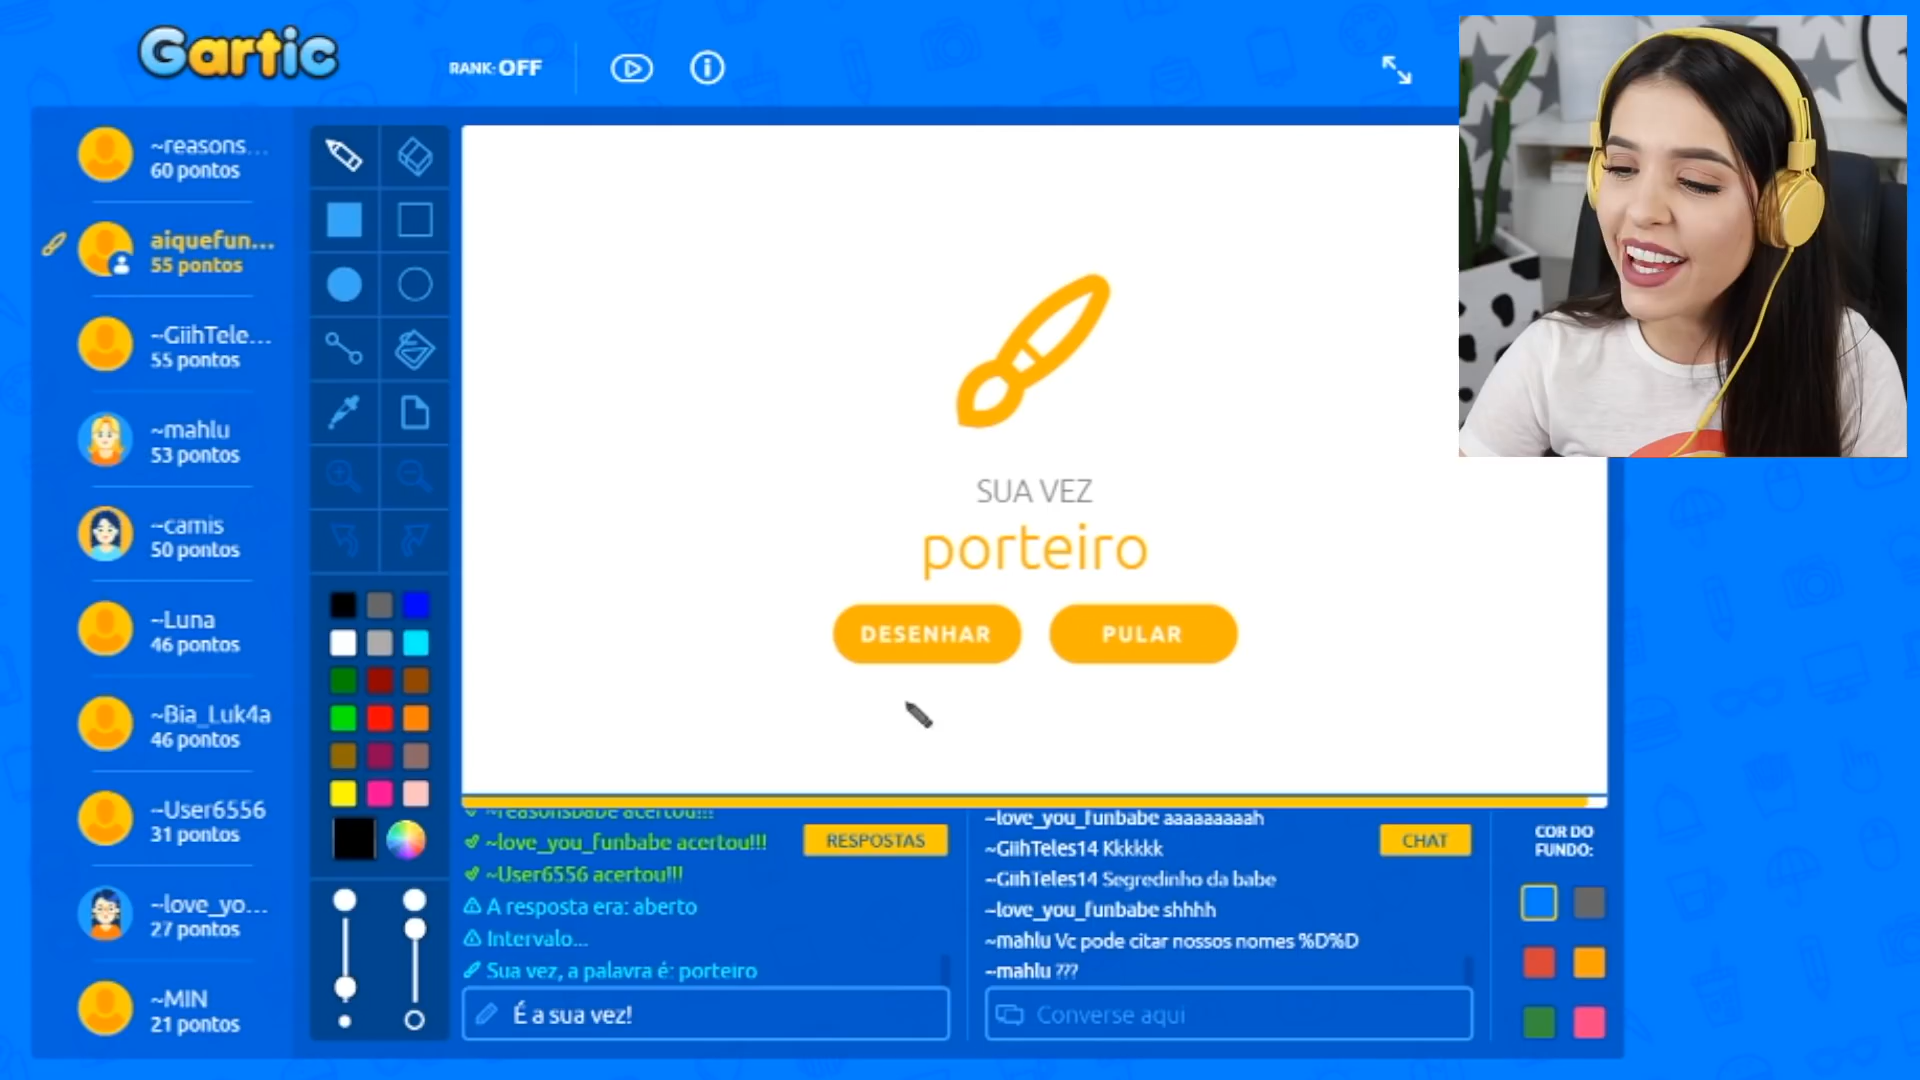 Gartic
RANK: OFF
~reasons...
60 pontos
aiquefun...
55 pontos
~GiihTele...
55 pontos
~mahlu
53 pontos
~camis
50 pontos
~Luna
46 pontos
~Bia_Luk4a
46 pontos
~User6556
31 pontos
~love_yo...
27 pontos
~MIN
21 pontos
SUA VEZ
porteiro
DESENHAR
PULAR
~reasonsbabe acertou!!!
~love_you_funbabe acertou!!!
~User6556 acertou!!!
A resposta era: aberto
Intervalo...
Sua vez, a palavra é: porteiro
É a sua vez!
RESPOSTAS
~love_you_funbabe aaaaaaaaah
~GiihTeles14 Kkkkkk
~GiihTeles14 Segredinho da babe
~love_you_funbabe shhhh
~mahlu Vc pode citar nossos nomes %D%D
~mahlu ???
Converse aqui
CHAT
COR DO
FUNDO: